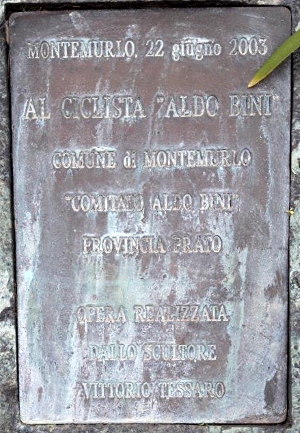 MONTEMURLO, 22 giugno 2003
AL CICLISTA "ALDO BINI"
COMUNE di MONTEMURLO
"COMITATO ALDO BINI"
PROVINCIA PRATO
OPERA REALIZZATA
DALLO SCULTORE
VITTORIO TESSARO